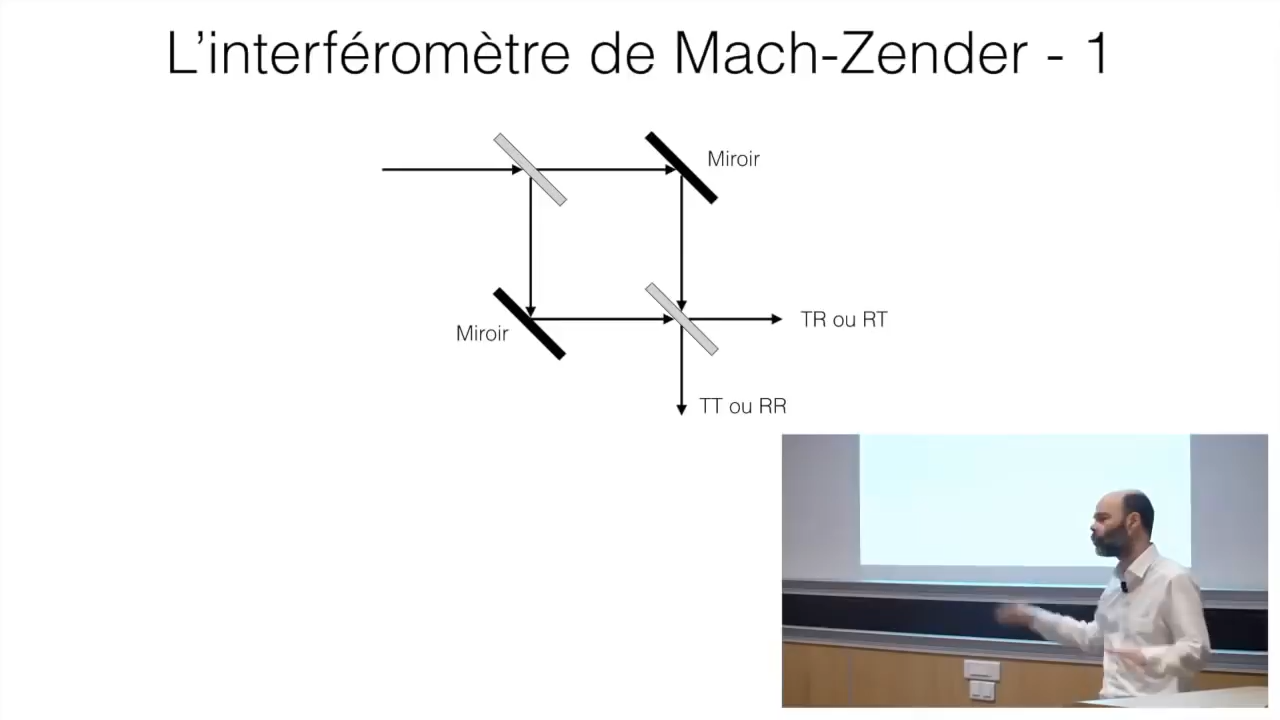 L'interféromètre de Mach-Zender - 1
Miroir
Miroir
TR ou RT
TT ou RR